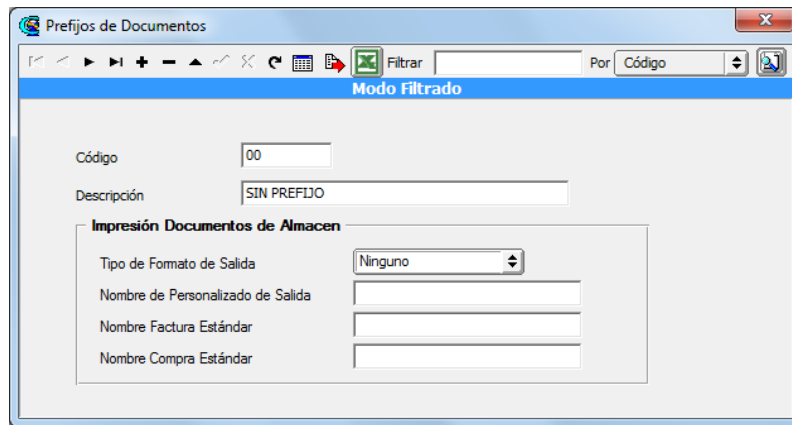 Prefijos de Documentos
Filtrar Por Código
Modo Filtrado
Código 00
Descripción SIN PREFIJO
Impresión Documentos de Almacen
Tipo de Formato de Salida Ninguno
Nombre de Personalizado de Salida
Nombre Factura Estándar
Nombre Compra Estándar